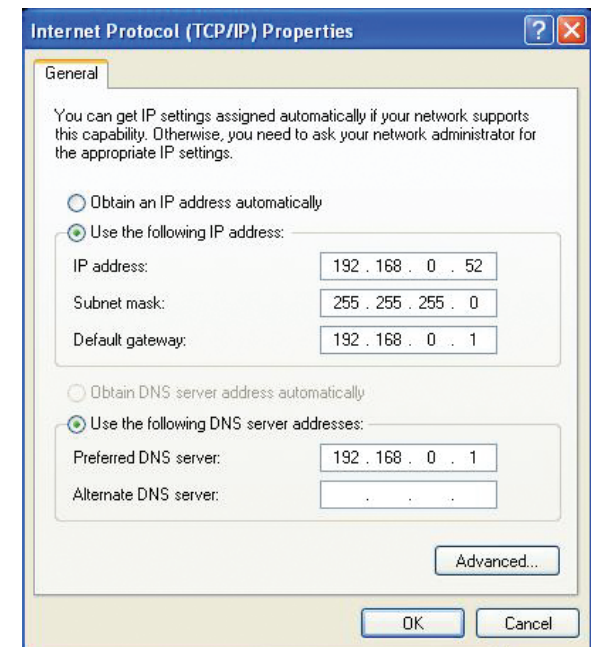 Internet Protocol (TCP/IP) Properties
General
You can get IP settings assigned automatically if your network supports
this capability. Otherwise, you need to ask your network administrator for
the appropriate IP settings.
Obtain an IP address automatically
Use the following IP address:
IP address: 192 . 168 . 0 . 52
Subnet mask: 255 . 255 . 255 . 0
Default gateway: 192 . 168 . 0 . 1
Obtain DNS server address automatically
Use the following DNS server addresses:
Preferred DNS server: 192 . 168 . 0 . 1
Alternate DNS server: . . .
Advanced...
OK Cancel